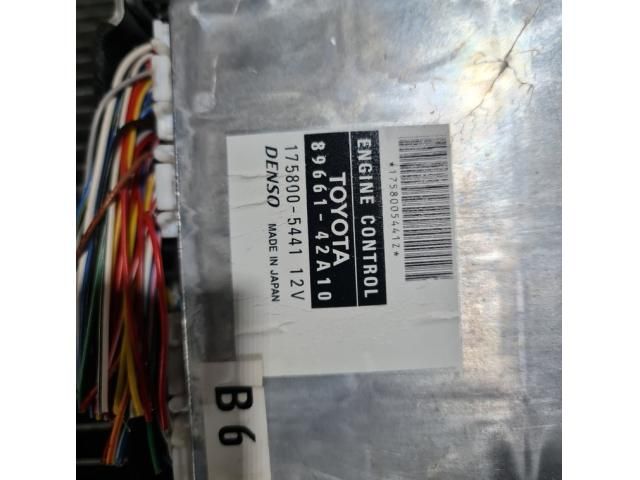 *1758005441Z*
ENGINE CONTROL
TOYOTA
89661-42A10
175800-5441 12V
DENSO MADE IN JAPAN
B6